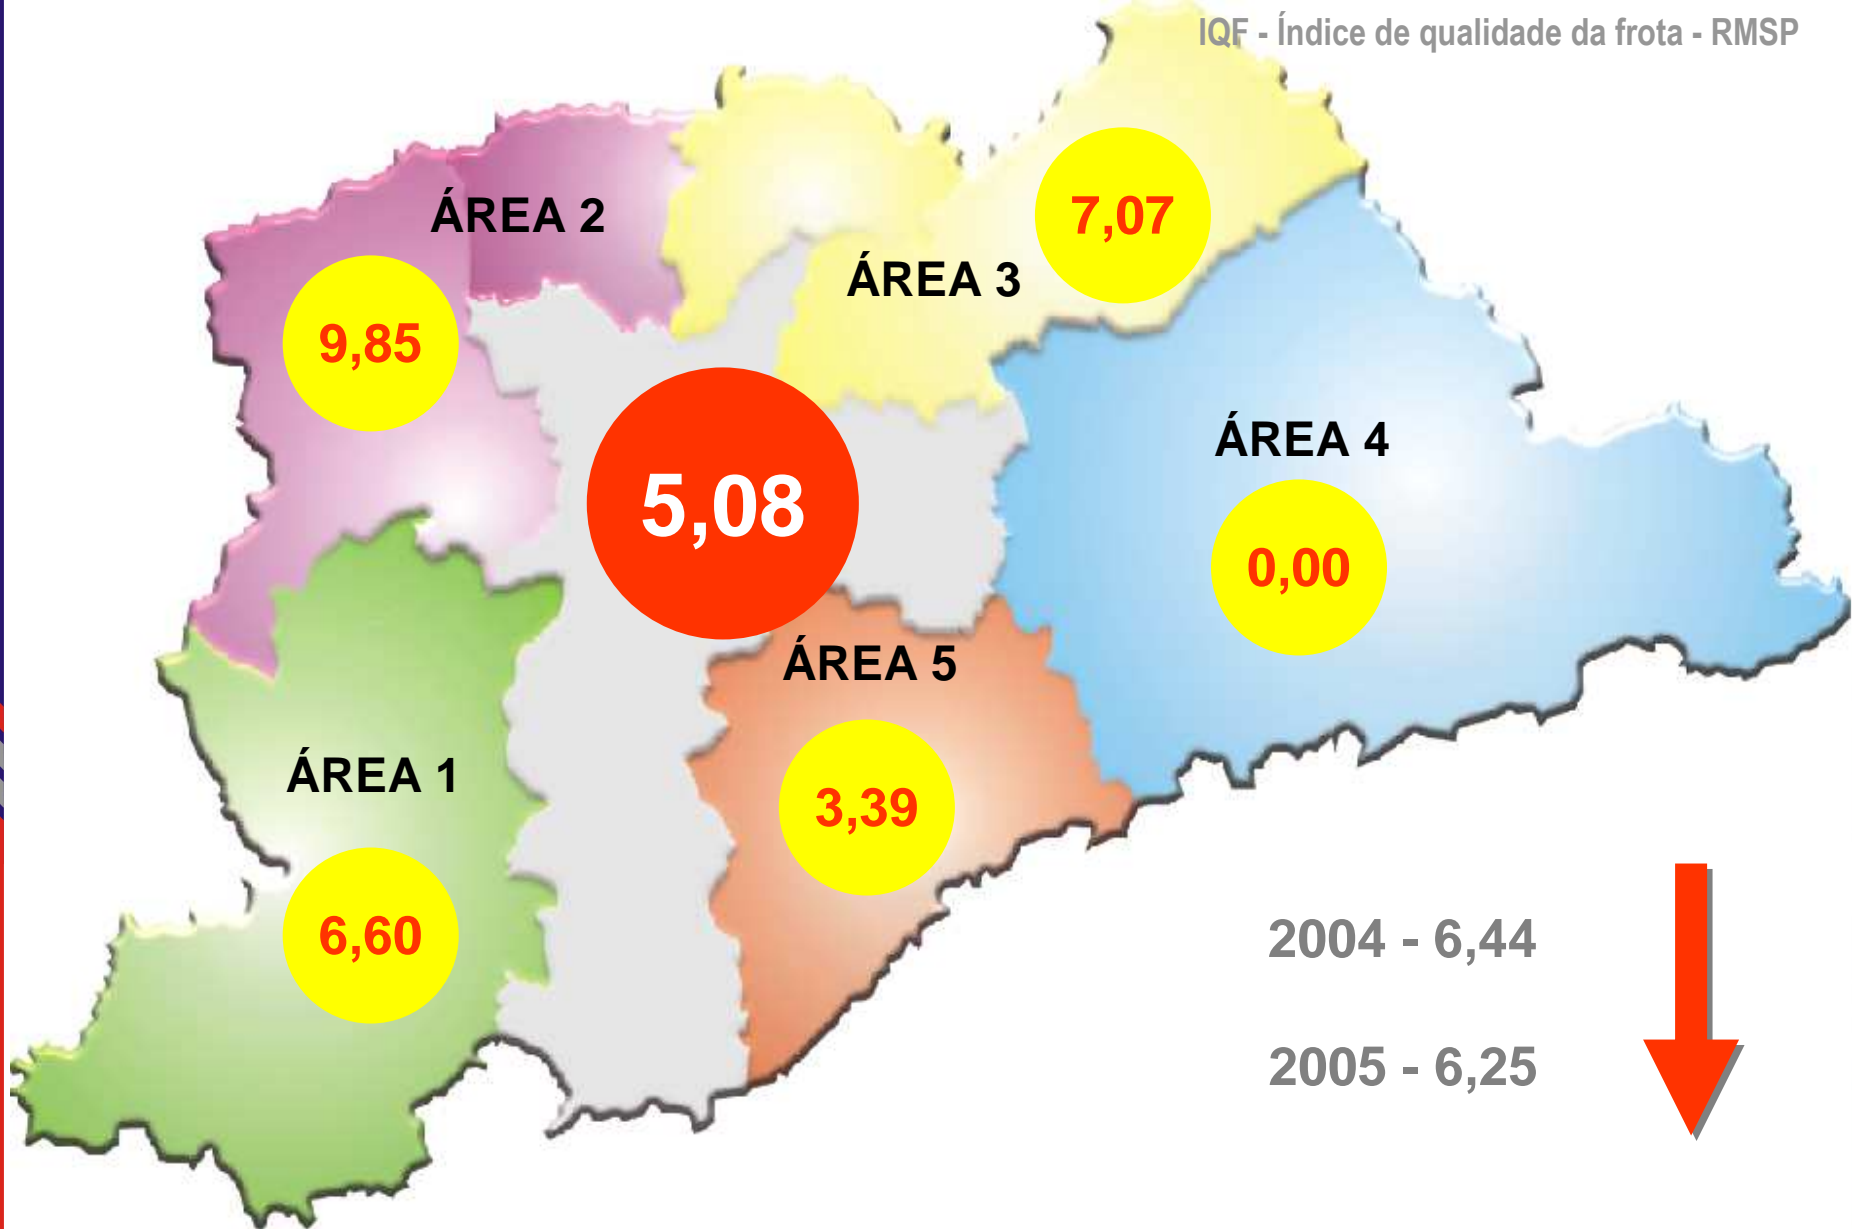 IQF - Índice de qualidade da frota - RMSP
ÁREA 2
7,07
ÁREA 3
9,85
ÁREA 4
5,08
0,00
ÁREA 5
ÁREA 1
3,39
6,60
2004 - 6,44
2005 - 6,25